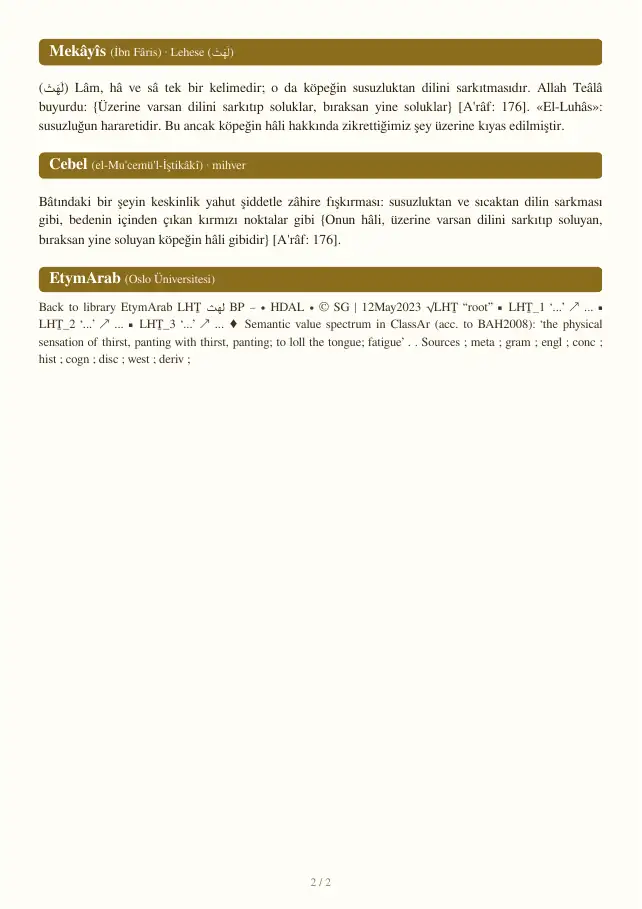 Mekâyîs (İbn Fâris) · Lehese (لَهَثَ)
(لَهَثَ) Lâm, hâ ve sâ tek bir kelimedir; o da köpeğin susuzluktan dilini sarkıtmasıdır. Allah Teâlâ
buyurdu: {Üzerine varsan dilini sarkıtıp soluklar, bıraksan yine soluklar} [A'râf: 176]. «El-Luhâs»:
susuzluğun hararetidir. Bu ancak köpeğin hâli hakkında zikrettiğimiz şey üzerine kıyas edilmiştir.
Cebel (el-Mu'cemü'l-İştikâkî) · mihver
Bâtındaki bir şeyin keskinlik yahut şiddetle zâhire fışkırması: susuzluktan ve sıcaktan dilin sarkması
gibi, bedenin içinden çıkan kırmızı noktalar gibi {Onun hâli, üzerine varsan dilini sarkıtıp soluyan,
bıraksan yine soluyan köpeğin hâli gibidir} [A'râf: 176].
EtymArab (Oslo Üniversitesi)
Back to library EtymArab LHṮ لهث BP – • HDAL • © SG | 12May2023 √LHṮ “root” ▪ LHṮ_1 ‘...’ ↗ ... ▪
LHṮ_2 ‘...’ ↗ ... ▪ LHṮ_3 ‘...’ ↗ ... ♦ Semantic value spectrum in ClassAr (acc. to BAH2008): ‘the physical
sensation of thirst, panting with thirst, panting; to loll the tongue; fatigue’ . . Sources ; meta ; gram ; engl ; conc ;
hist ; cogn ; disc ; west ; deriv ;
2 / 2